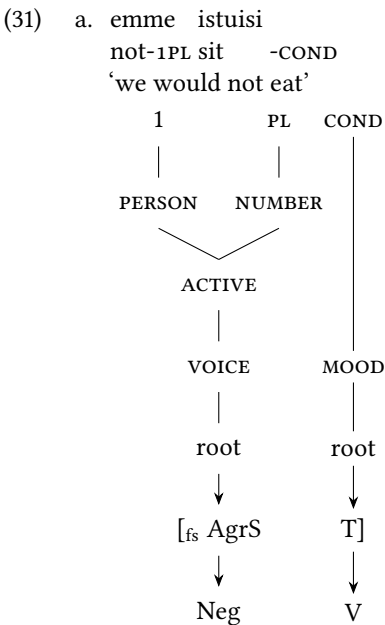 (31) a. emme istuisi
not-1PL sit -COND
‘we would not eat’
1 PL COND
PERSON NUMBER
ACTIVE
VOICE MOOD
root root
[fs AgrS T]
Neg V